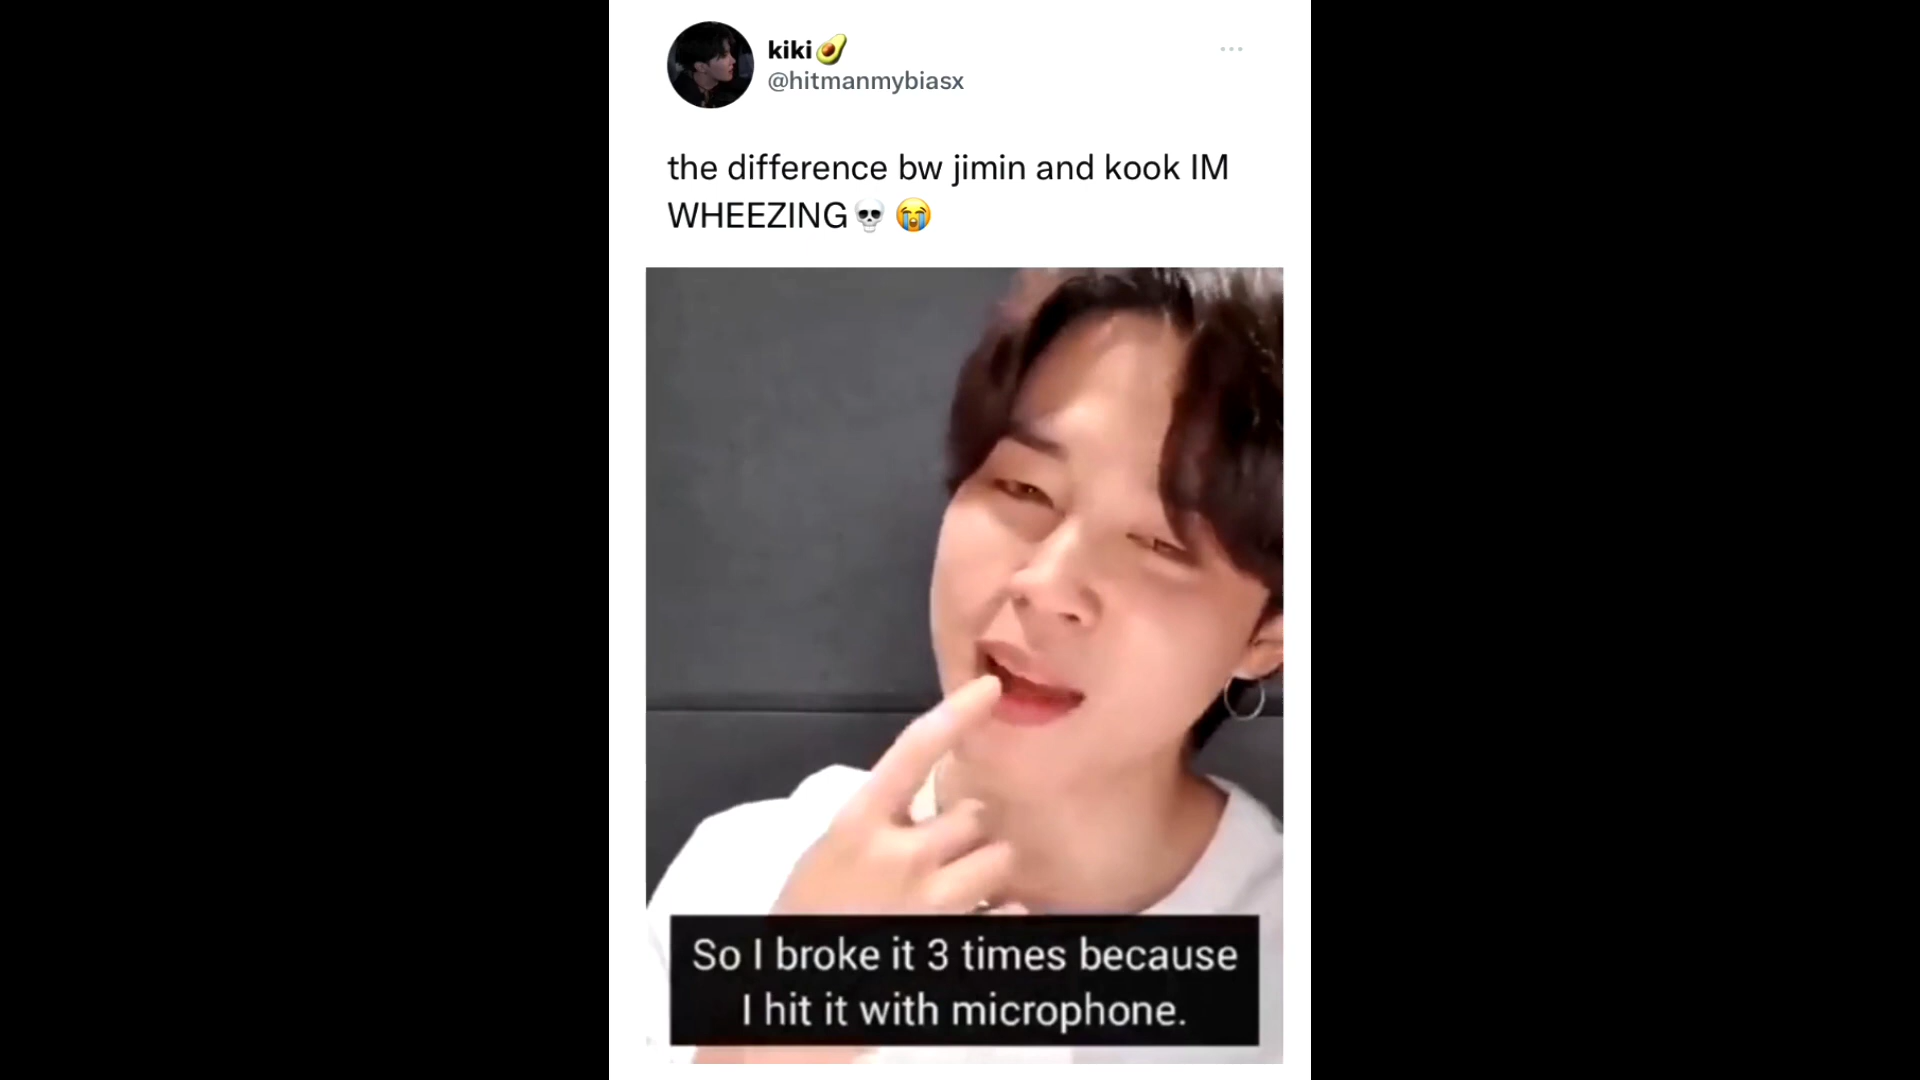 kiki🥑
@hitmanmybiasx
the difference bw jimin and kook IM
WHEEZING💀😭
So I broke it 3 times because
I hit it with microphone.